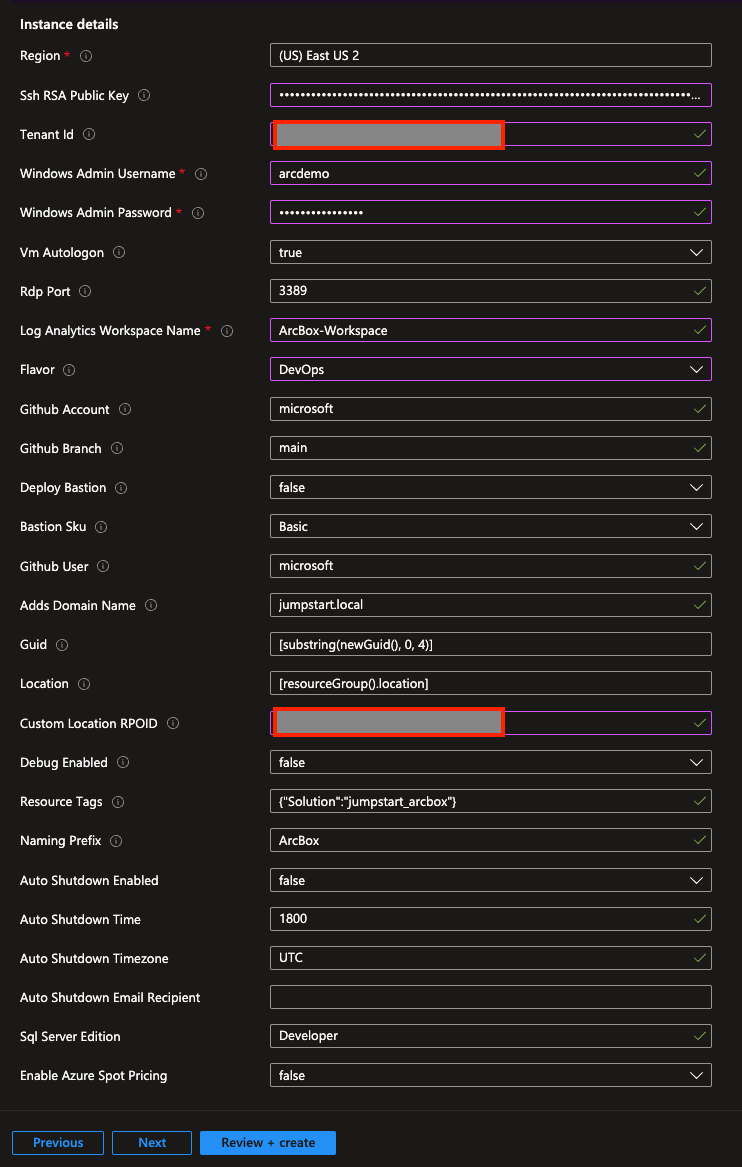 Instance details
Region * (US) East US 2
Ssh RSA Public Key ••••••••••••••••••••••••••••••••••••••••••••••••••••••••••••••••••••••••••••••...
Tenant Id
Windows Admin Username * arcdemo
Windows Admin Password * ••••••••••••••••
Vm Autologon true
Rdp Port 3389
Log Analytics Workspace Name * ArcBox-Workspace
Flavor DevOps
Github Account microsoft
Github Branch main
Deploy Bastion false
Bastion Sku Basic
Github User microsoft
Adds Domain Name jumpstart.local
Guid [substring(newGuid(), 0, 4)]
Location [resourceGroup().location]
Custom Location RPOID
Debug Enabled false
Resource Tags {"Solution":"jumpstart_arcbox"}
Naming Prefix ArcBox
Auto Shutdown Enabled false
Auto Shutdown Time 1800
Auto Shutdown Timezone UTC
Auto Shutdown Email Recipient
Sql Server Edition Developer
Enable Azure Spot Pricing false
Previous Next Review + create